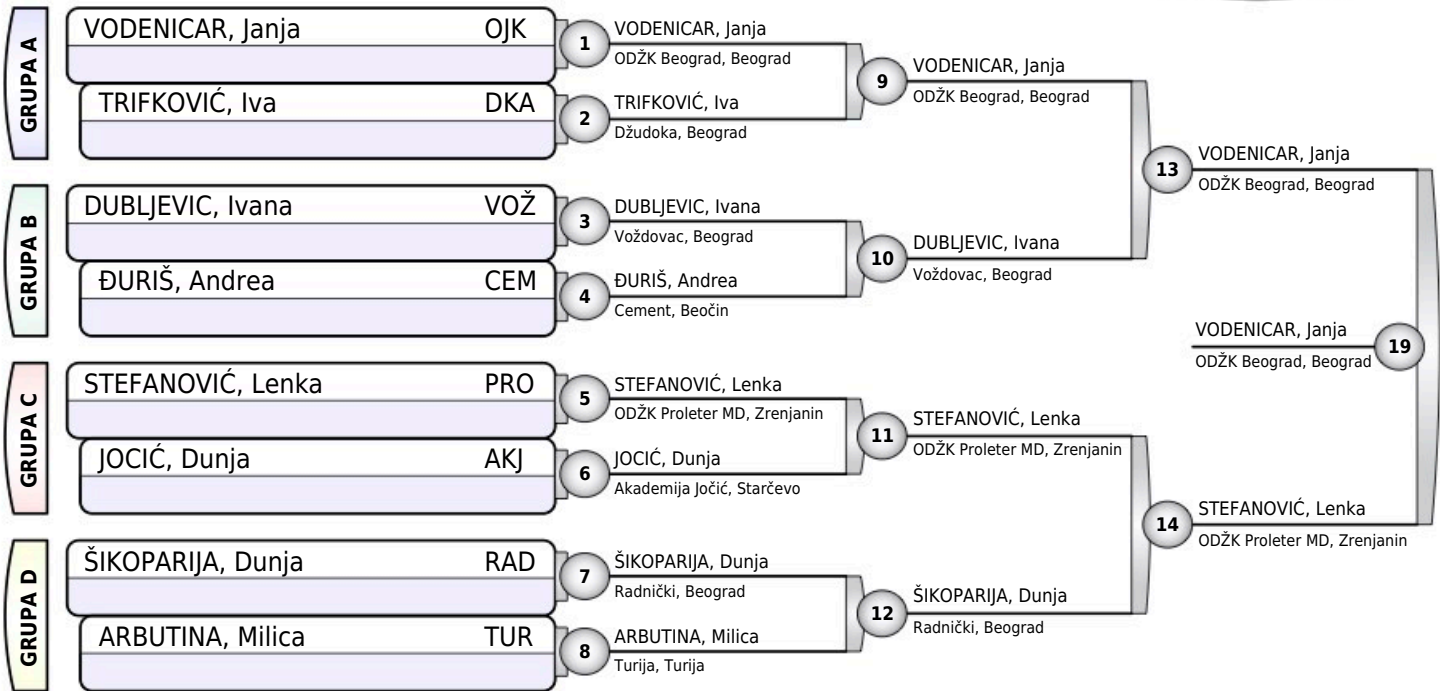 GRUPA A
VODENICAR, Janja OJK
TRIFKOVIĆ, Iva DKA
1
VODENICAR, Janja
ODŽK Beograd, Beograd
2
TRIFKOVIĆ, Iva
Džudoka, Beograd
9
VODENICAR, Janja
ODŽK Beograd, Beograd
GRUPA B
DUBLJEVIC, Ivana VOŽ
ĐURIŠ, Andrea CEM
3
DUBLJEVIC, Ivana
Voždovac, Beograd
4
ĐURIŠ, Andrea
Cement, Beočin
10
DUBLJEVIC, Ivana
Voždovac, Beograd
13
VODENICAR, Janja
ODŽK Beograd, Beograd
GRUPA C
STEFANOVIĆ, Lenka PRO
JOCIĆ, Dunja AKJ
5
STEFANOVIĆ, Lenka
ODŽK Proleter MD, Zrenjanin
6
JOCIĆ, Dunja
Akademija Jočić, Starčevo
11
STEFANOVIĆ, Lenka
ODŽK Proleter MD, Zrenjanin
GRUPA D
ŠIKOPARIJA, Dunja RAD
ARBUTINA, Milica TUR
7
ŠIKOPARIJA, Dunja
Radnički, Beograd
8
ARBUTINA, Milica
Turija, Turija
12
ŠIKOPARIJA, Dunja
Radnički, Beograd
14
STEFANOVIĆ, Lenka
ODŽK Proleter MD, Zrenjanin
VODENICAR, Janja
ODŽK Beograd, Beograd
19